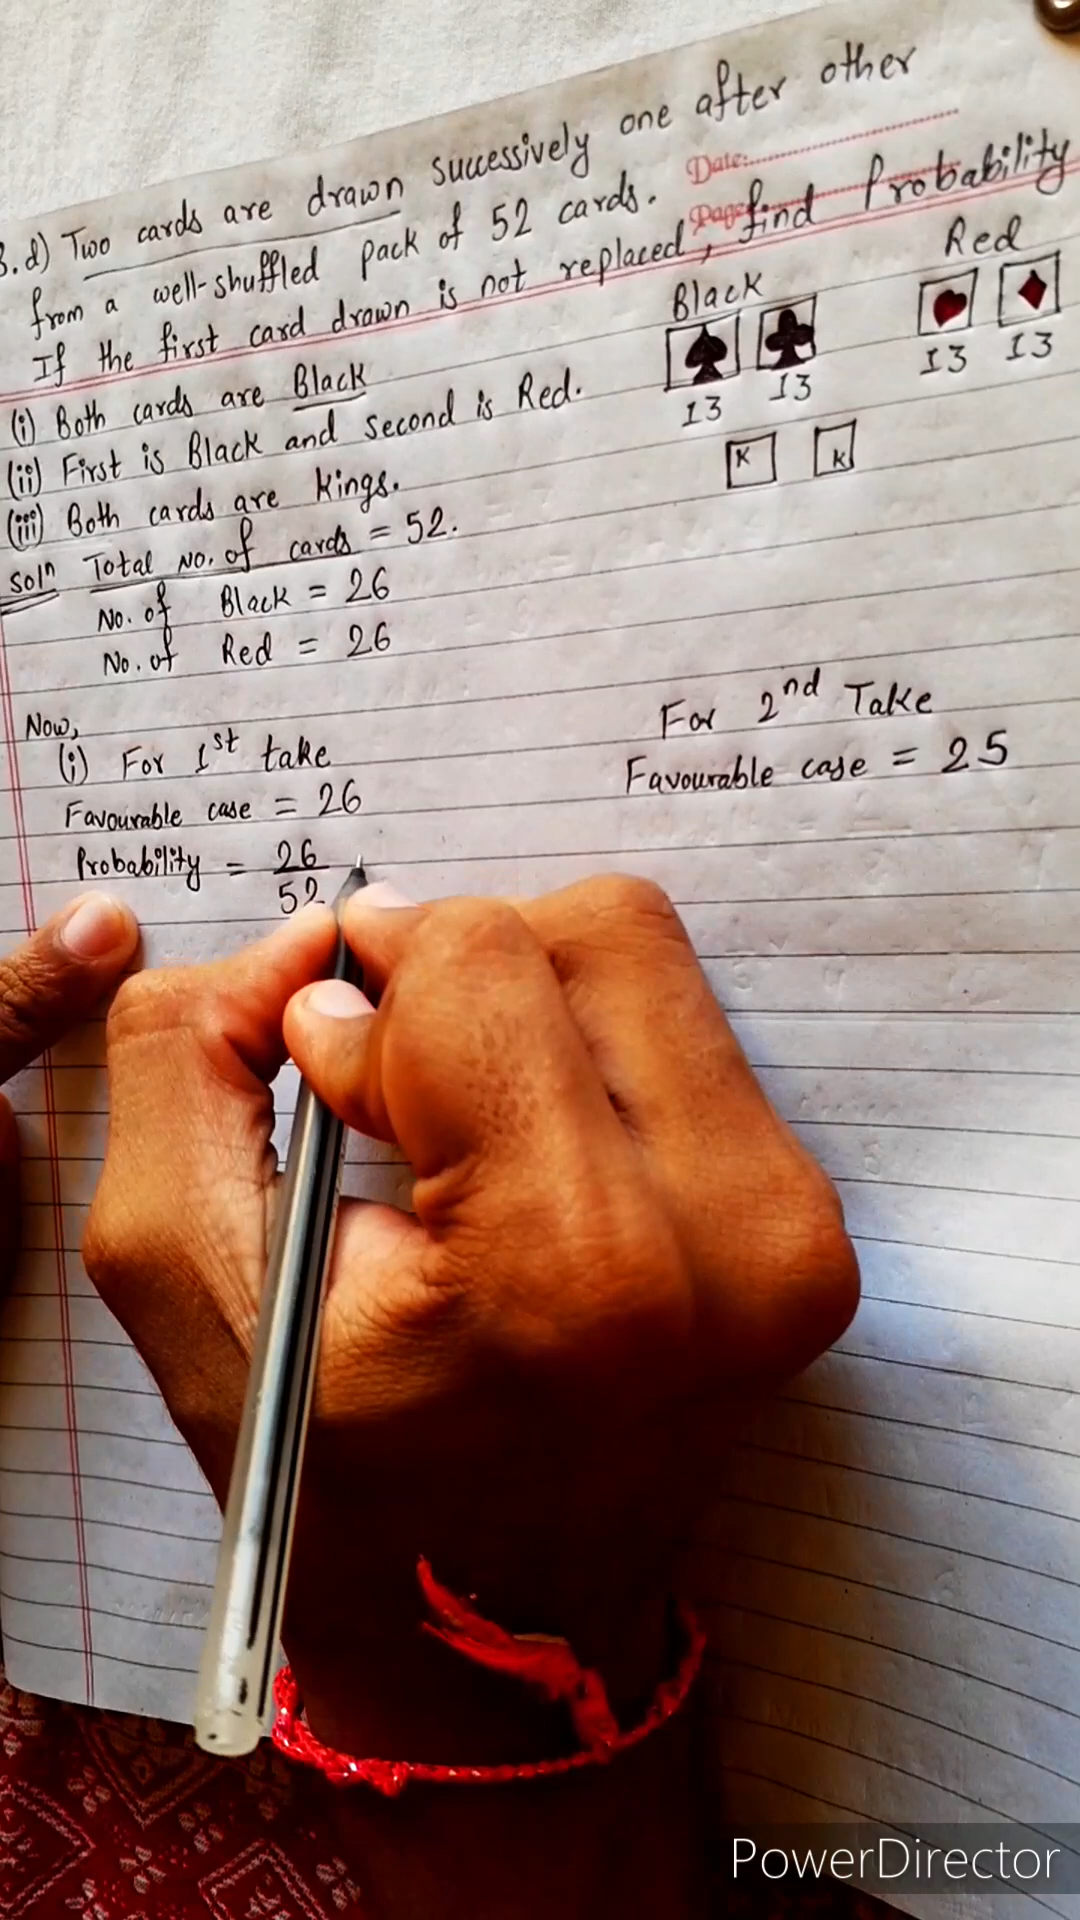 3.d) Two cards are drawn successively one after other
Date:
from a well-shuffled pack of 52 cards.
Page
If the first card drawn is not replaced, find Probability
(i) Both cards are Black
(ii) First is Black and second is Red.
(iii) Both cards are kings.
Black
Red
13 13
13 13
K K
Soln Total No. of cards = 52.
No. of Black = 26
No. of Red = 26
Now,
(i) For 1st take
Favourable case = 26
Probability = 26/52
For 2nd Take
Favourable case = 25
PowerDirector